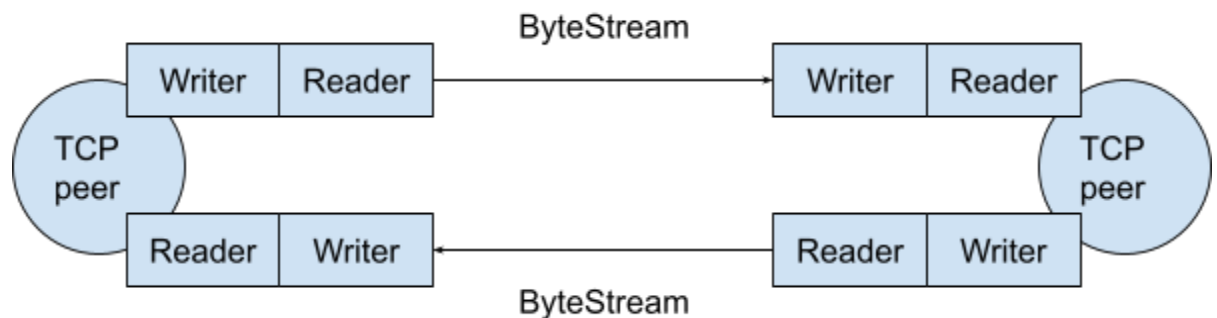 ByteStream
Writer Reader Writer Reader
TCP
peer
TCP
peer
Reader Writer Reader Writer
ByteStream